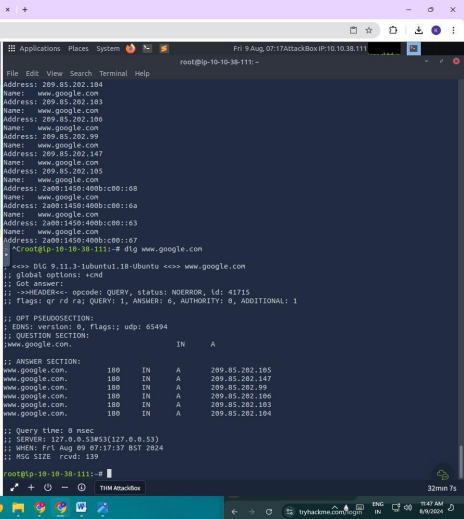 Applications Places System Fri 9 Aug, 07:17 AttackBox IP:10.10.38.111
root@ip-10-10-38-111: ~
File Edit View Search Terminal Help
Address: 209.85.202.104
Name: www.google.com
Address: 209.85.202.103
Name: www.google.com
Address: 209.85.202.106
Name: www.google.com
Address: 209.85.202.99
Name: www.google.com
Address: 209.85.202.147
Name: www.google.com
Address: 209.85.202.105
Name: www.google.com
Address: 2a00:1450:400b:c00::68
Name: www.google.com
Address: 2a00:1450:400b:c00::6a
Name: www.google.com
Address: 2a00:1450:400b:c00::63
Name: www.google.com
Address: 2a00:1450:400b:c00::67
^Croot@ip-10-10-38-111:~# dig www.google.com
; <<>> DiG 9.11.3-1ubuntu1.18-Ubuntu <<>> www.google.com
;; global options: +cmd
;; Got answer:
;; ->>HEADER<<- opcode: QUERY, status: NOERROR, id: 41715
;; flags: qr rd ra; QUERY: 1, ANSWER: 6, AUTHORITY: 0, ADDITIONAL: 1
;; OPT PSEUDOSECTION:
; EDNS: version: 0, flags:; udp: 65494
;; QUESTION SECTION:
;www.google.com. IN A
;; ANSWER SECTION:
www.google.com. 180 IN A 209.85.202.105
www.google.com. 180 IN A 209.85.202.147
www.google.com. 180 IN A 209.85.202.99
www.google.com. 180 IN A 209.85.202.106
www.google.com. 180 IN A 209.85.202.103
www.google.com. 180 IN A 209.85.202.104
;; Query time: 0 msec
;; SERVER: 127.0.0.53#53(127.0.0.53)
;; WHEN: Fri Aug 09 07:17:37 BST 2024
;; MSG SIZE rcvd: 139
root@ip-10-10-38-111:~#
THM AttackBox 32min 7s
tryhackme.com/login ENG IN 11:47 AM 8/9/2024